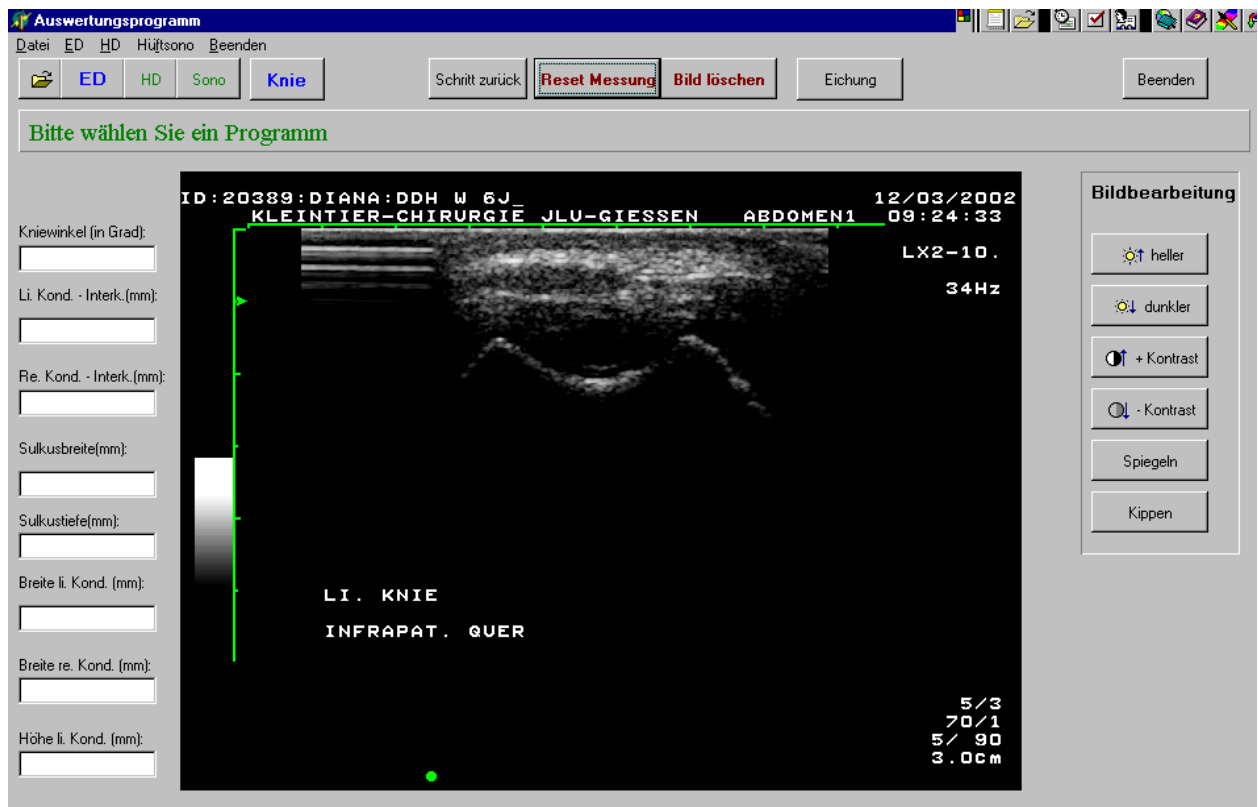 Auswertungsprogramm
Datei ED HD Hüftsono Beenden
ED HD Sono Knie Schritt zurück Reset Messung Bild löschen Eichung Beenden
Bitte wählen Sie ein Programm
ID:20389:DIANA:DDH W 6J_ 12/03/2002
KLEINTIER-CHIRURGIE JLU-GIESSEN ABDOMEN1 09:24:33
LX2-10.
34Hz
Kniewinkel (in Grad):
Li. Kond. - Interk.(mm):
Re. Kond. - Interk.(mm):
Sulkusbreite(mm):
Sulkustiefe(mm):
Breite li. Kond. (mm):
Breite re. Kond. (mm):
Höhe li. Kond. (mm):
LI. KNIE
INFRAPAT. QUER
5/3
70/1
5/ 90
3.0cm
Bildbearbeitung
heller
dunkler
+ Kontrast
- Kontrast
Spiegeln
Kippen